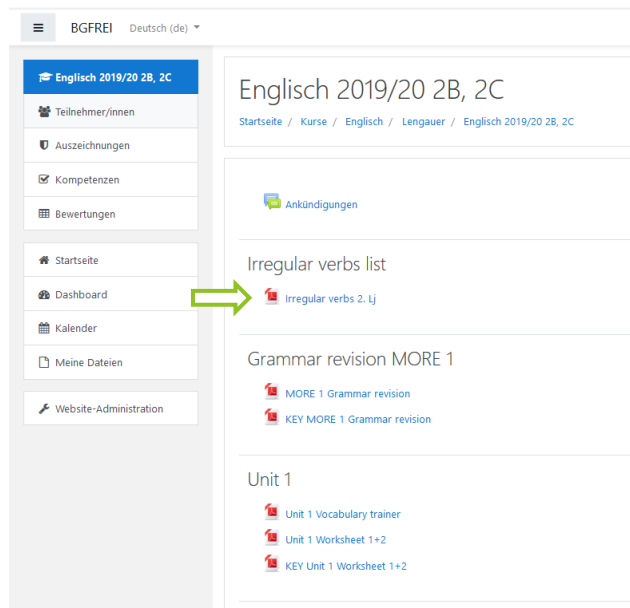 BGFREI Deutsch (de)
Englisch 2019/20 2B, 2C
Teilnehmer/innen
Auszeichnungen
Kompetenzen
Bewertungen
Startseite
Dashboard
Kalender
Meine Dateien
Website-Administration
Englisch 2019/20 2B, 2C
Startseite / Kurse / Englisch / Lengauer / Englisch 2019/20 2B, 2C
Ankündigungen
Irregular verbs list
Irregular verbs 2. Lj
Grammar revision MORE 1
MORE 1 Grammar revision
KEY MORE 1 Grammar revision
Unit 1
Unit 1 Vocabulary trainer
Unit 1 Worksheet 1+2
KEY Unit 1 Worksheet 1+2